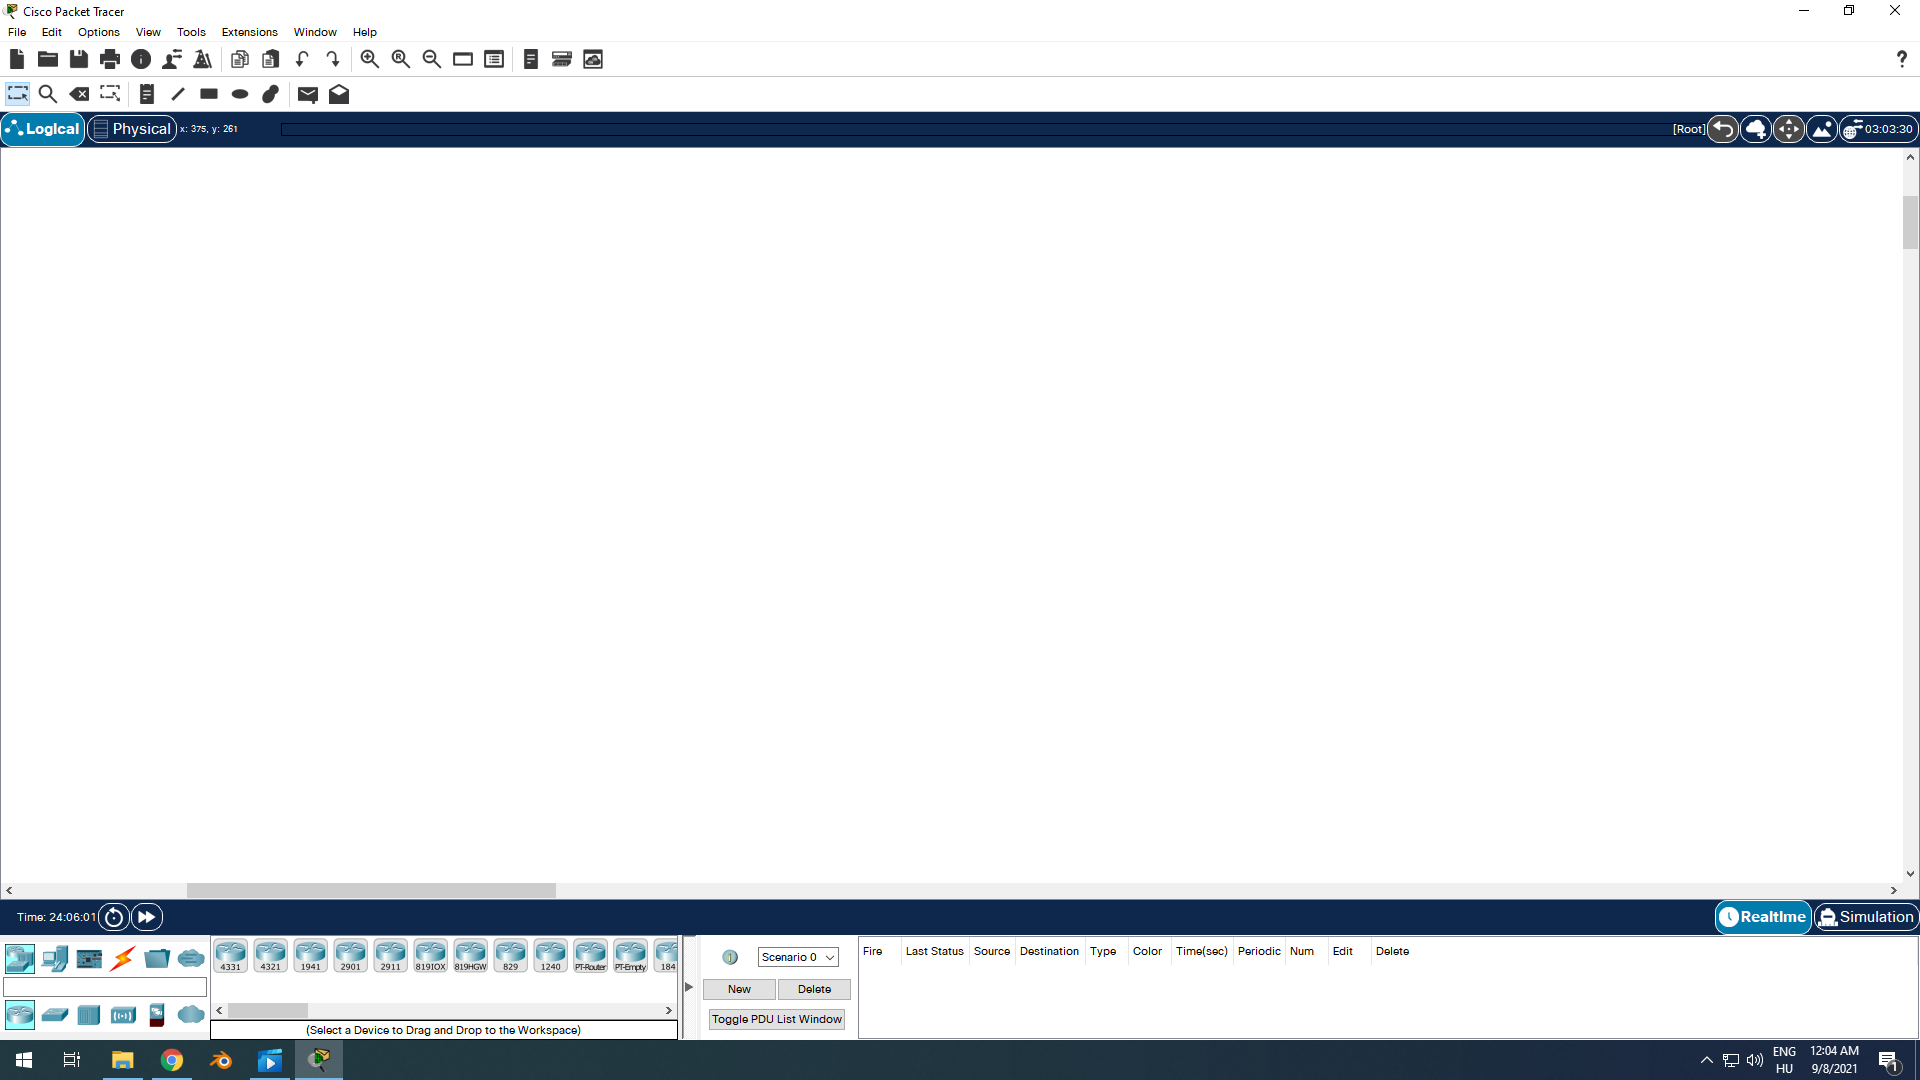 Cisco Packet Tracer
File Edit Options View Tools Extensions Window Help
?
Logical Physical x: 375, y: 261 [Root] 03:03:30
Time: 24:06:01 Realtime Simulation
4331 4321 1941 2901 2911 819IOX 819HGW 829 1240 PT-Router PT-Empty 184
(Select a Device to Drag and Drop to the Workspace)
Scenario 0
New Delete
Toggle PDU List Window
Fire Last Status Source Destination Type Color Time(sec) Periodic Num Edit Delete
ENG 12:04 AM
HU 9/8/2021 1